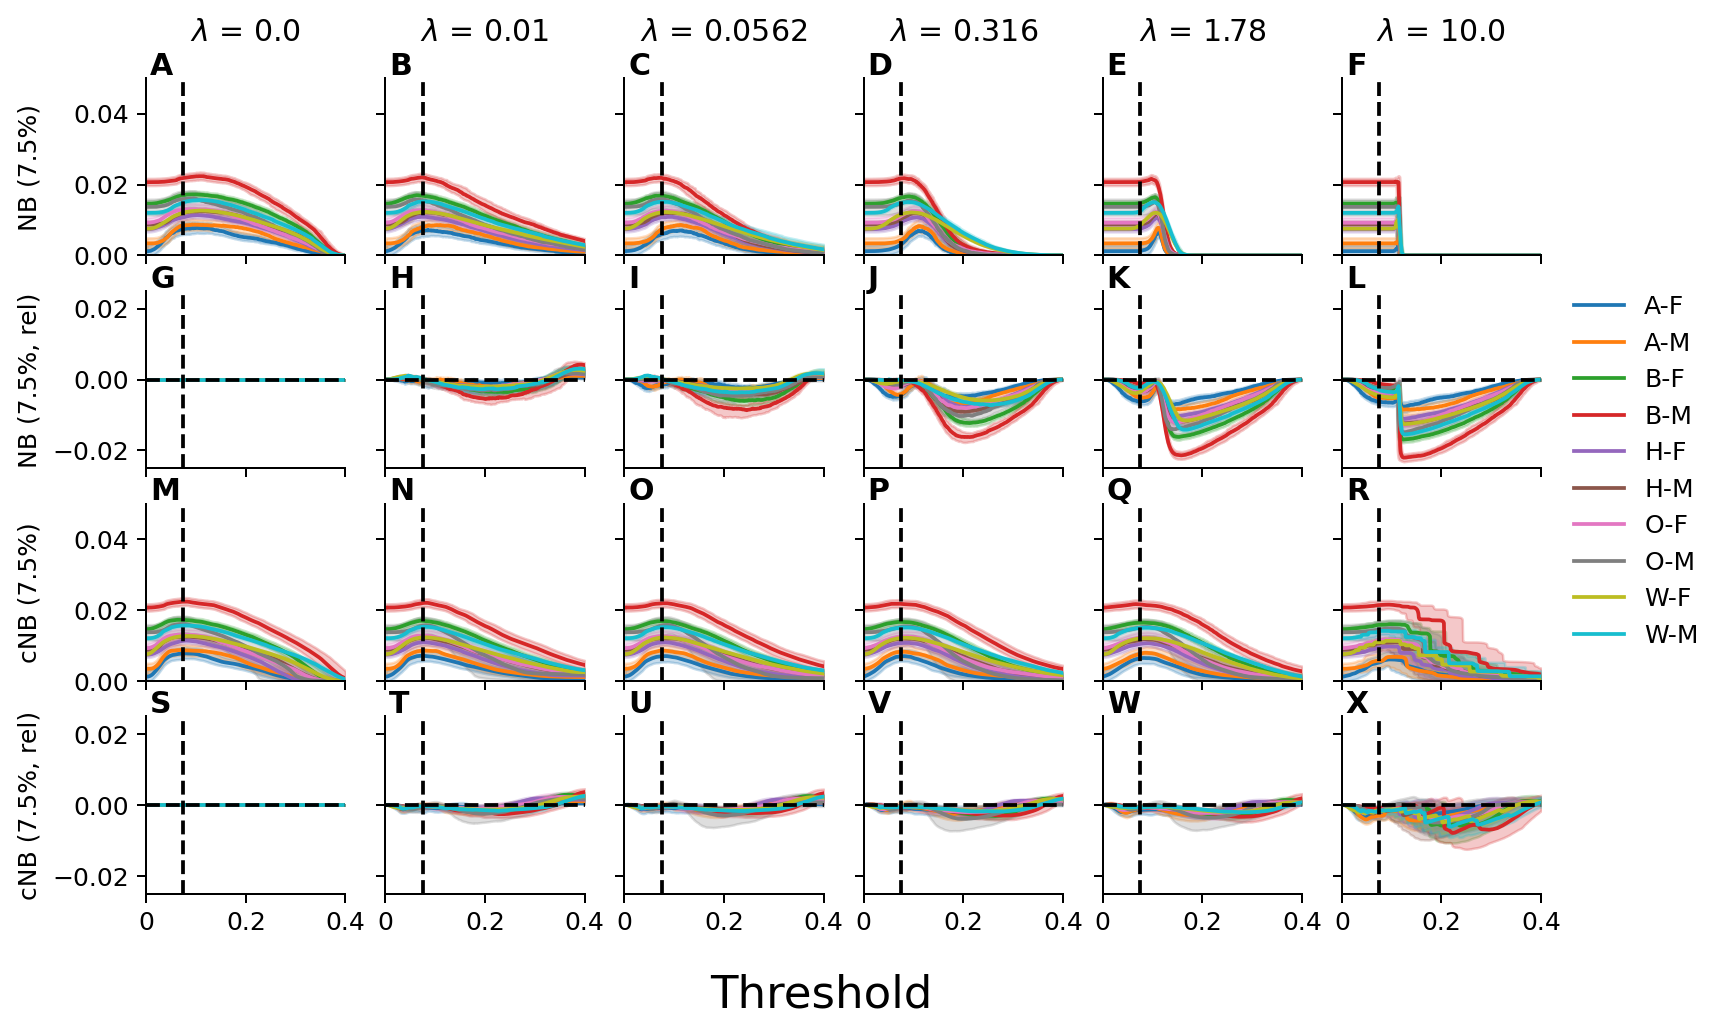 λ = 0.0 λ = 0.01 λ = 0.0562 λ = 0.316 λ = 1.78 λ = 10.0
A B C D E F
NB (7.5%)
0.04
0.02
0.00
G H I J K L
NB (7.5%, rel)
0.02
0.00
−0.02
M N O P Q R
cNB (7.5%)
0.04
0.02
0.00
S T U V W X
cNB (7.5%, rel)
0.02
0.00
−0.02
0 0.2 0.4 0 0.2 0.4 0 0.2 0.4 0 0.2 0.4 0 0.2 0.4 0 0.2 0.4
Threshold
A-F
A-M
B-F
B-M
H-F
H-M
O-F
O-M
W-F
W-M